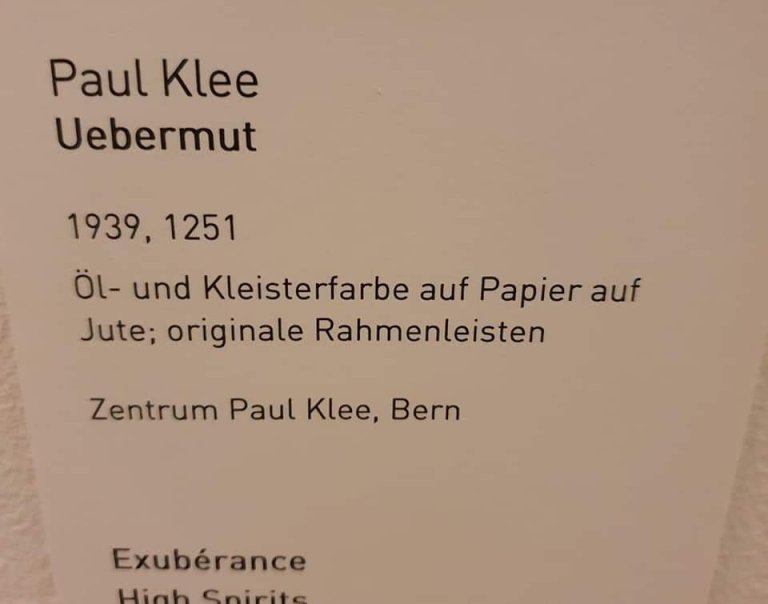 Paul Klee
Uebermut
1939, 1251
Öl- und Kleisterfarbe auf Papier auf
Jute; originale Rahmenleisten
Zentrum Paul Klee, Bern
Exubérance
High Spirits